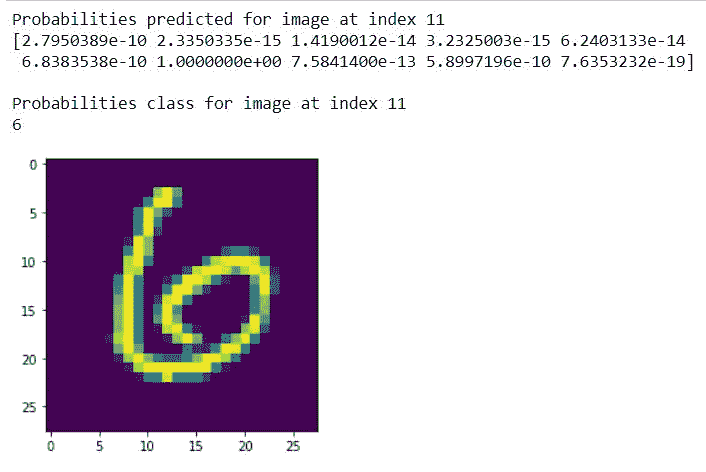 Probabilities predicted for image at index 11
[2.7950389e-10 2.3350335e-15 1.4190012e-14 3.2325003e-15 6.2403133e-14
6.8383538e-10 1.0000000e+00 7.5841400e-13 5.8997196e-10 7.6353232e-19]
Probabilities class for image at index 11
6
0
5
10
15
20
25
6
0 5 10 15 20 25